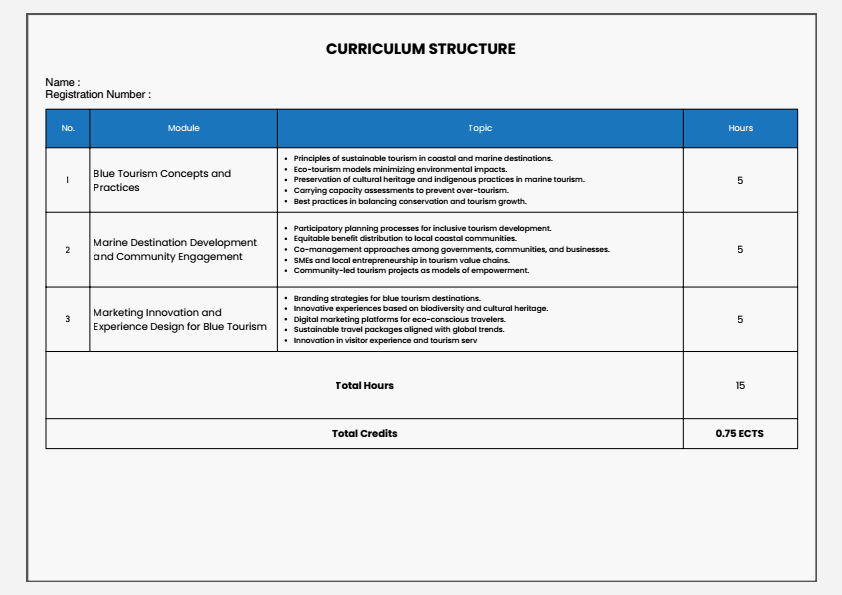 CURRICULUM STRUCTURE
Name :
Registration Number :
No. Module Topic Hours
1 Blue Tourism Concepts and Practices
• Principles of sustainable tourism in coastal and marine destinations.
• Eco-tourism models minimizing environmental impacts.
• Preservation of cultural heritage and indigenous practices in marine tourism.
• Carrying capacity assessments to prevent over-tourism.
• Best practices in balancing conservation and tourism growth.
5
2 Marine Destination Development and Community Engagement
• Participatory planning processes for inclusive tourism development.
• Equitable benefit distribution to local coastal communities.
• Co-management approaches among governments, communities, and businesses.
• SMEs and local entrepreneurship in tourism value chains.
• Community-led tourism projects as models of empowerment.
5
3 Marketing Innovation and Experience Design for Blue Tourism
• Branding strategies for blue tourism destinations.
• Innovative experiences based on biodiversity and cultural heritage.
• Digital marketing platforms for eco-conscious travelers.
• Sustainable travel packages aligned with global trends.
• Innovation in visitor experience and tourism serv
5
Total Hours 15
Total Credits 0.75 ECTS